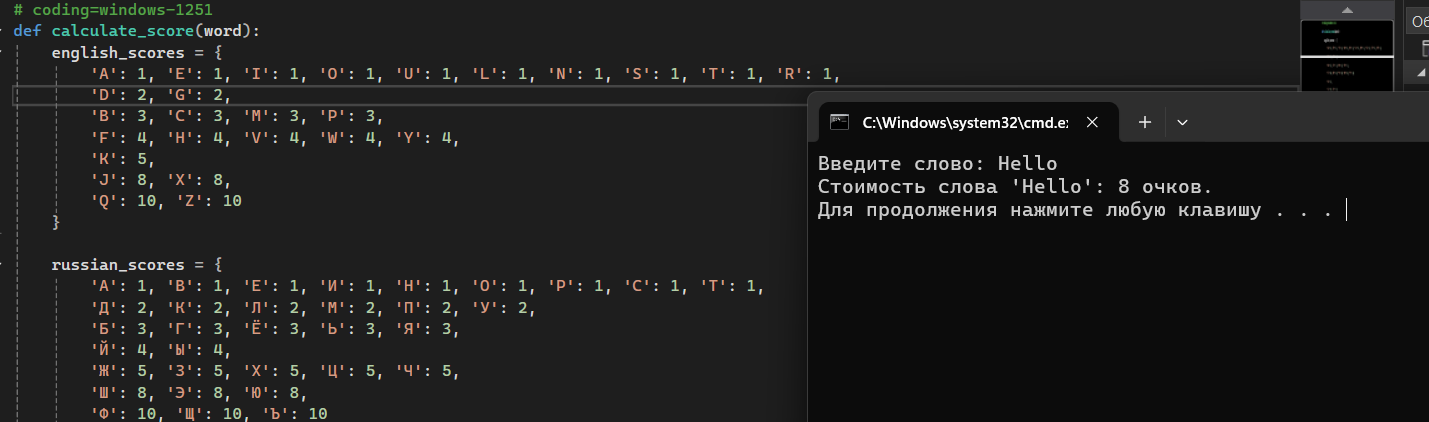 # coding=windows-1251
def calculate_score(word):
english_scores = {
'A': 1, 'E': 1, 'I': 1, 'O': 1, 'U': 1, 'L': 1, 'N': 1, 'S': 1, 'T': 1, 'R': 1,
'D': 2, 'G': 2,
'B': 3, 'C': 3, 'M': 3, 'P': 3,
'F': 4, 'H': 4, 'V': 4, 'W': 4, 'Y': 4,
'K': 5,
'J': 8, 'X': 8,
'Q': 10, 'Z': 10
}
russian_scores = {
'А': 1, 'В': 1, 'Е': 1, 'И': 1, 'Н': 1, 'О': 1, 'Р': 1, 'С': 1, 'Т': 1,
'Д': 2, 'К': 2, 'Л': 2, 'М': 2, 'П': 2, 'У': 2,
'Б': 3, 'Г': 3, 'Ё': 3, 'Ь': 3, 'Я': 3,
'Й': 4, 'Ы': 4,
'Ж': 5, 'З': 5, 'Х': 5, 'Ц': 5, 'Ч': 5,
'Ш': 8, 'Э': 8, 'Ю': 8,
'Ф': 10, 'Щ': 10, 'Ъ': 10
C:\Windows\system32\cmd.ex
Введите слово: Hello
Стоимость слова 'Hello': 8 очков.
Для продолжения нажмите любую клавишу . . .